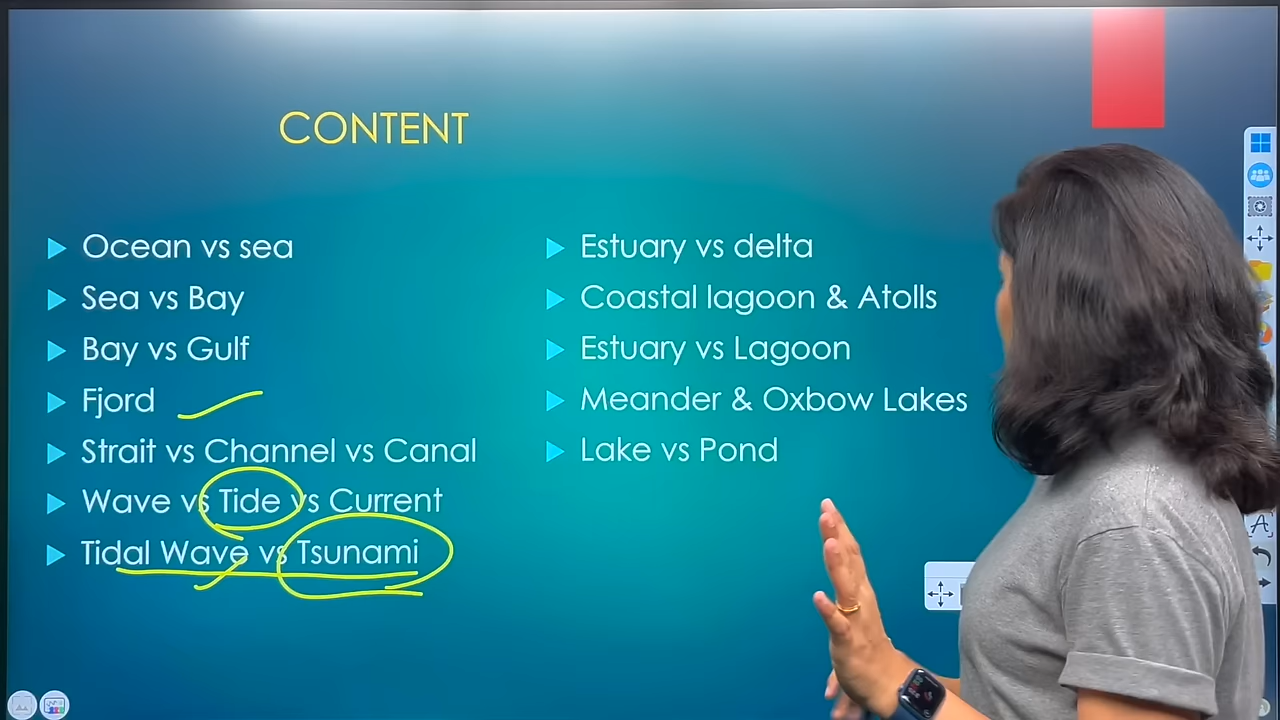 CONTENT
Ocean vs sea
Sea vs Bay
Bay vs Gulf
Fjord
Strait vs Channel vs Canal
Wave vs Tide vs Current
Tidal Wave vs Tsunami
Estuary vs delta
Coastal lagoon & Atolls
Estuary vs Lagoon
Meander & Oxbow Lakes
Lake vs Pond